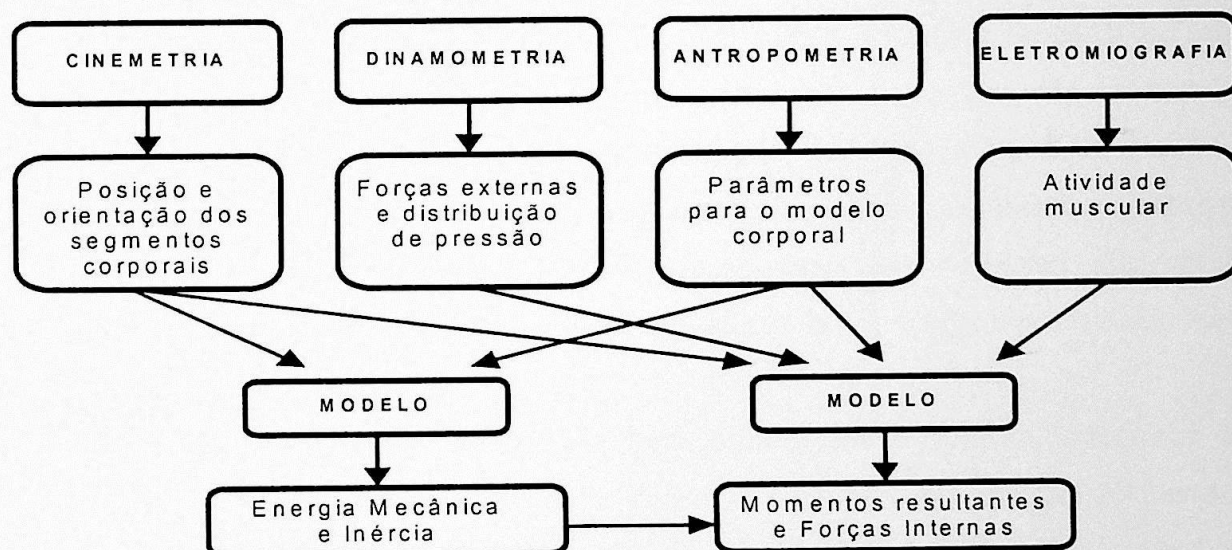 CINEMETRIA
DINAMOMETRIA
ANTROPOMETRIA
ELETROMIOGRAFIA
Posição e
orientação dos
segmentos
corporais
Forças externas
e distribuição
de pressão
Parâmetros
para o modelo
corporal
Atividade
muscular
MODELO
MODELO
Energia Mecânica
e Inércia
Momentos resultantes
e Forças Internas